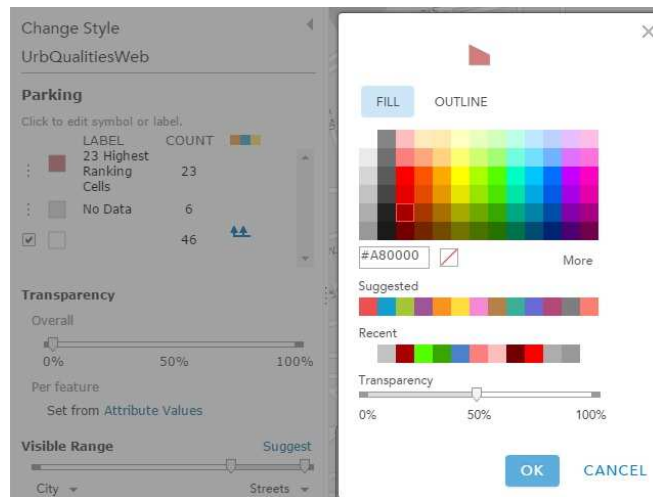 Change Style
UrbQualitiesWeb
Parking
Click to edit symbol or label.
LABEL COUNT
23 Highest Ranking Cells 23
No Data 6
46
Transparency
Overall
0% 50% 100%
Per feature
Set from Attribute Values
Visible Range Suggest
City Streets
FILL OUTLINE
#A80000
More
Suggested
Recent
Transparency
0% 50% 100%
OK CANCEL